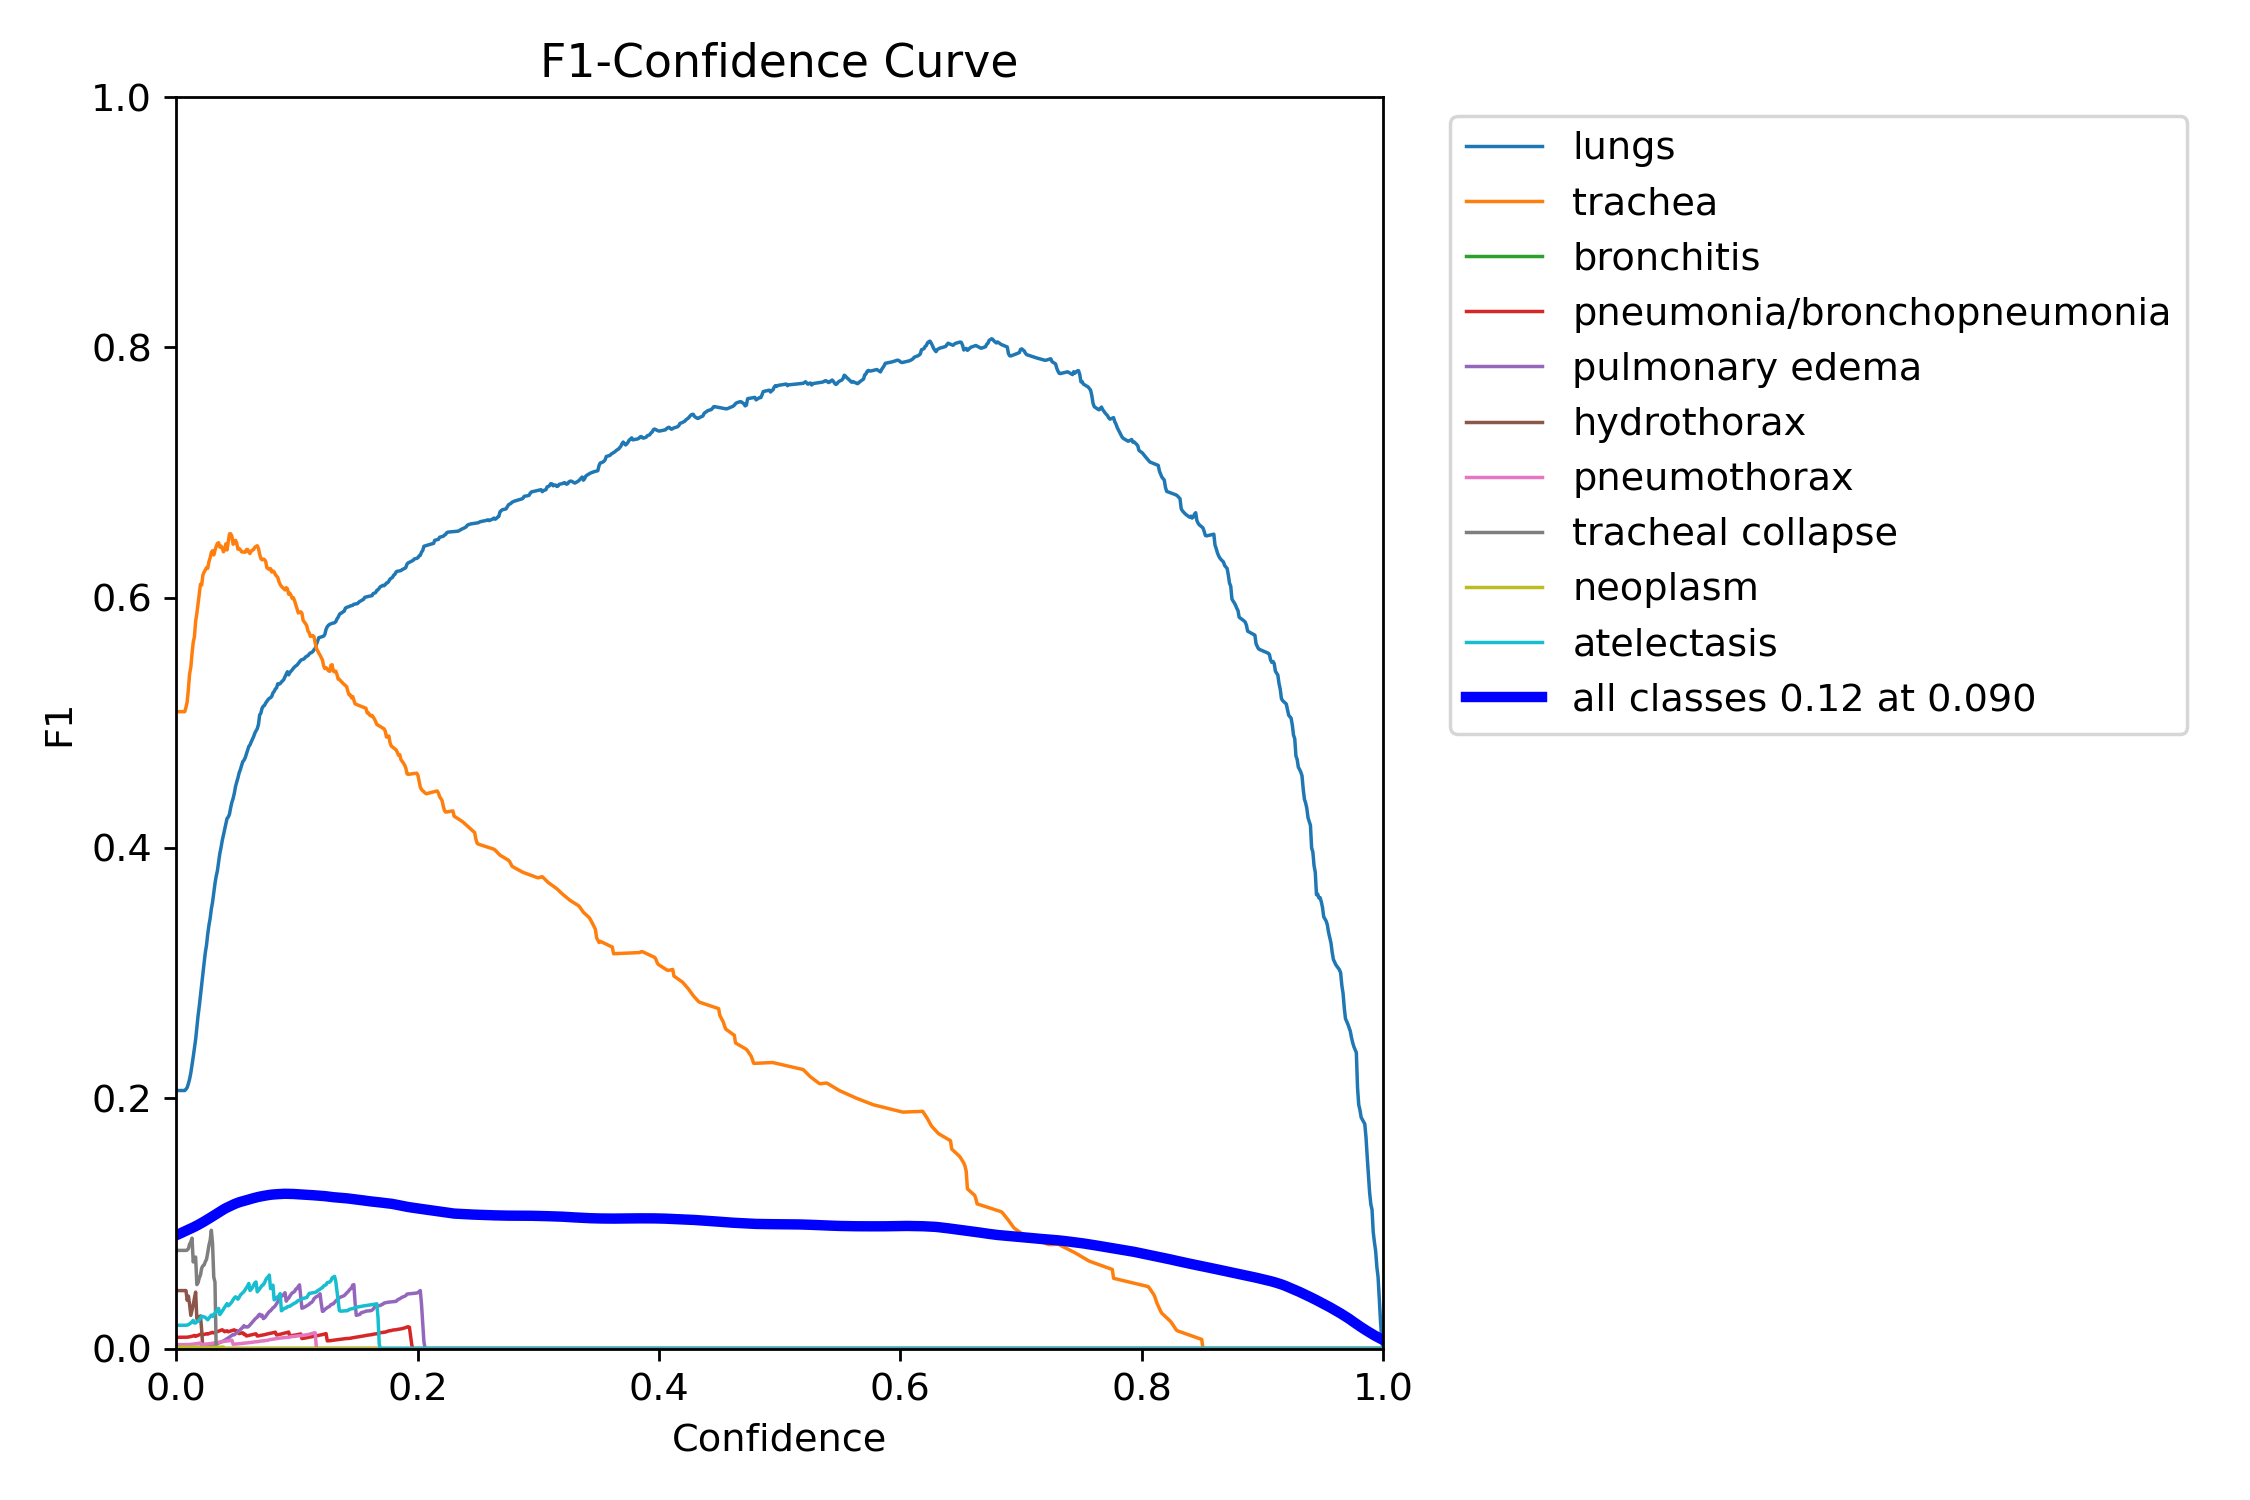 F1-Confidence Curve
1.0
0.8
0.6
0.4
0.2
0.0
F1
0.0 0.2 0.4 0.6 0.8 1.0
Confidence
lungs
trachea
bronchitis
pneumonia/bronchopneumonia
pulmonary edema
hydrothorax
pneumothorax
tracheal collapse
neoplasm
atelectasis
all classes 0.12 at 0.090